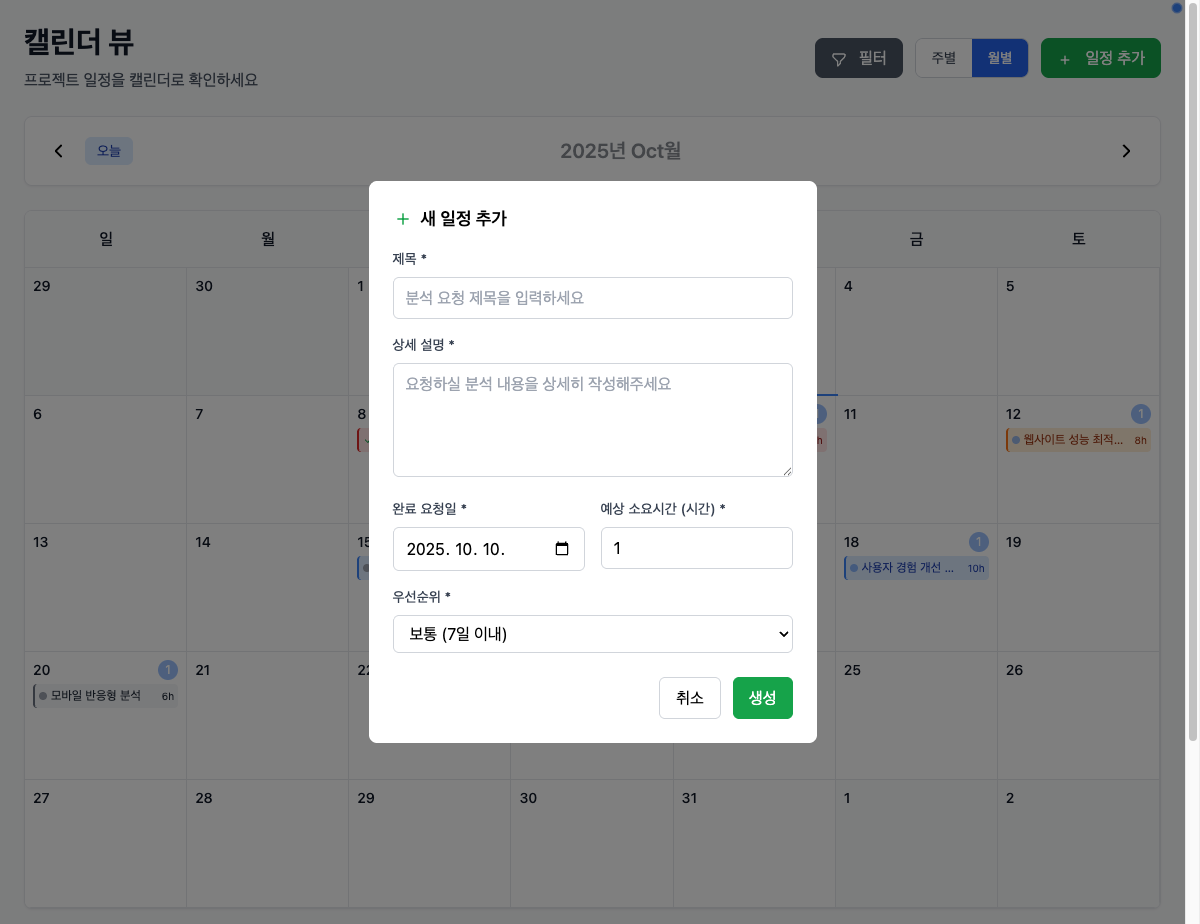 캘린더 뷰
프로젝트 일정을 캘린더로 확인하세요
필터
주별
월별
+ 일정 추가
오늘
2025년 Oct월
일 월 금 토
29 30 1 4 5
6 7 8 11 12 1
h
웹사이트 성능 최적... 8h
13 14 15 18 1 19
사용자 경험 개선 ... 10h
20 1 21 22 25 26
모바일 반응형 분석 6h
27 28 29 30 31 1 2
+ 새 일정 추가
제목 *
분석 요청 제목을 입력하세요
상세 설명 *
요청하실 분석 내용을 상세히 작성해주세요
완료 요청일 * 예상 소요시간 (시간) *
2025. 10. 10. 1
우선순위 *
보통 (7일 이내)
취소 생성